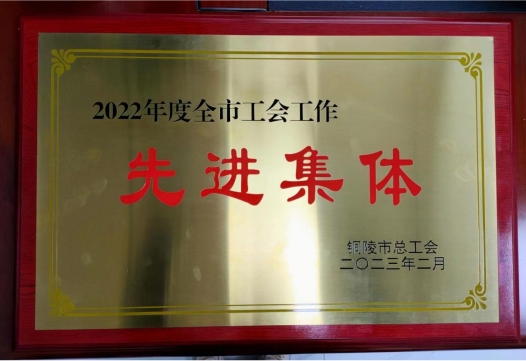 2022年度全市工会工作
先进集体
铜陵市总工会
二〇二三年二月